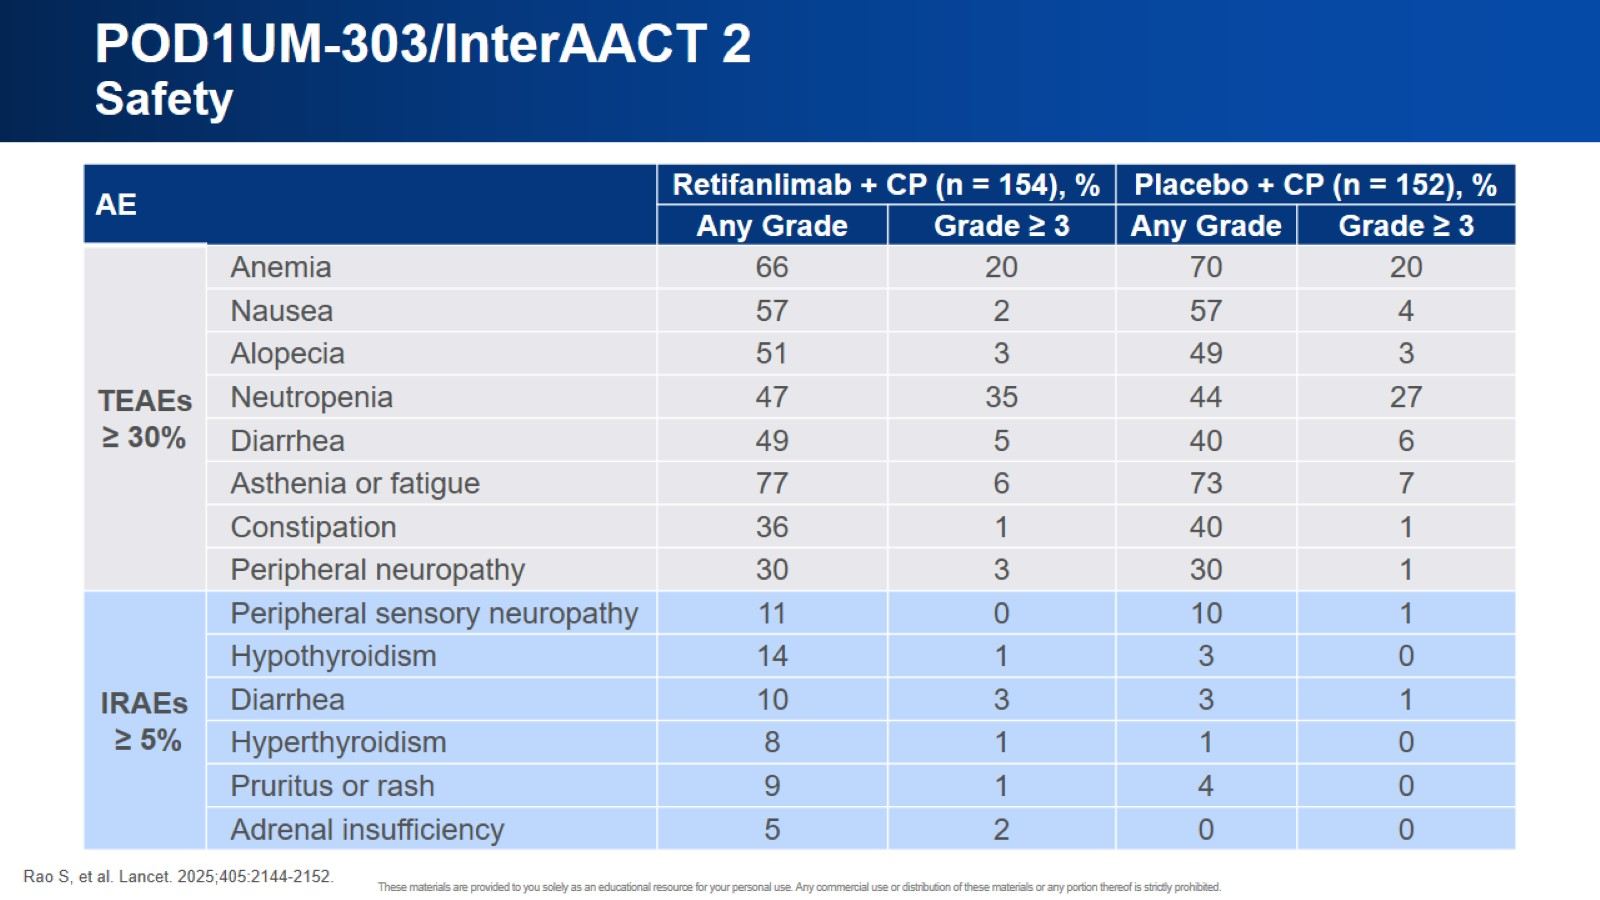 POD1UM-303/InterAACT 2
Safety
AE
Retifanlimab + CP (n = 154), %
Placebo + CP (n = 152), %
Any Grade
Grade ≥ 3
Any Grade
Grade ≥ 3
TEAEs
≥ 30%
Anemia 66 20 70 20
Nausea 57 2 57 4
Alopecia 51 3 49 3
Neutropenia 47 35 44 27
Diarrhea 49 5 40 6
Asthenia or fatigue 77 6 73 7
Constipation 36 1 40 1
Peripheral neuropathy 30 3 30 1
IRAEs
≥ 5%
Peripheral sensory neuropathy 11 0 10 1
Hypothyroidism 14 1 3 0
Diarrhea 10 3 3 1
Hyperthyroidism 8 1 1 0
Pruritus or rash 9 1 4 0
Adrenal insufficiency 5 2 0 0
Rao S, et al. Lancet. 2025;405:2144-2152.
These materials are provided to you solely as an educational resource for your personal use. Any commercial use or distribution of these materials or any portion thereof is strictly prohibited.